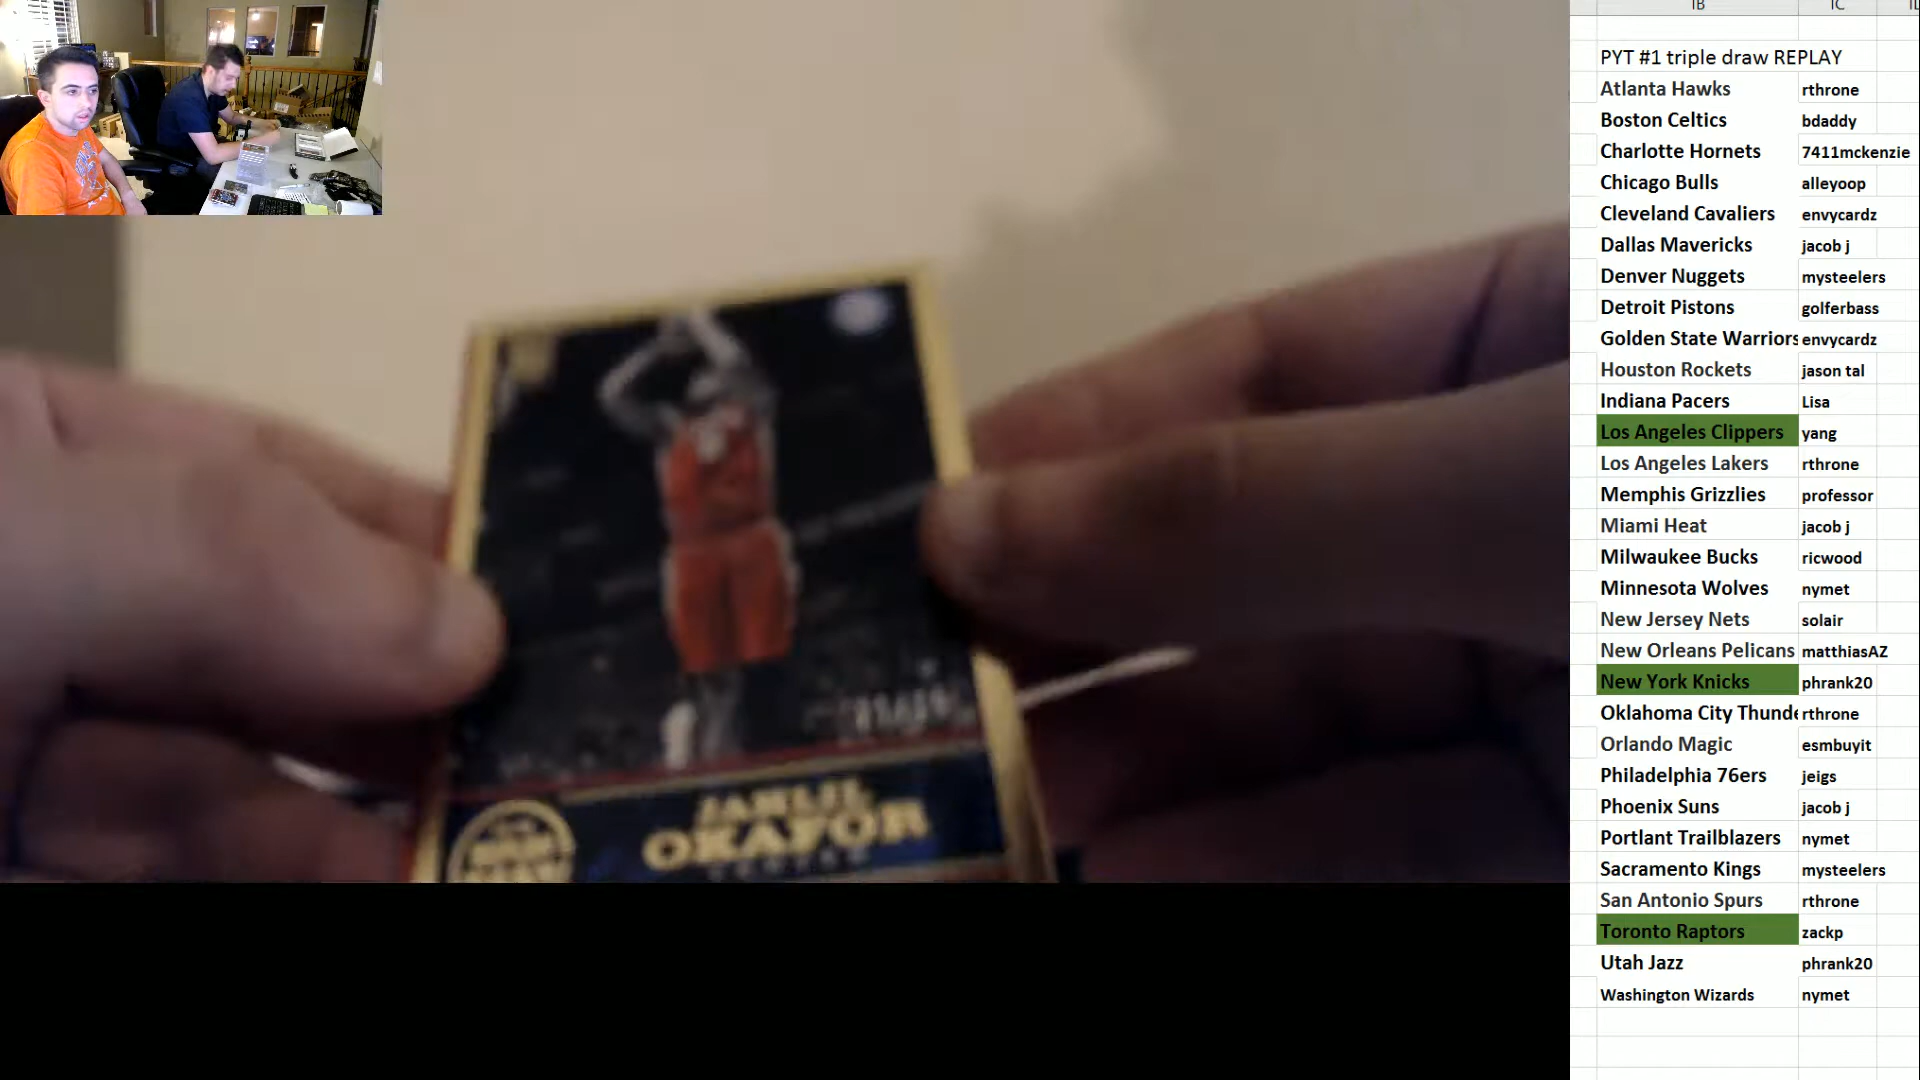 IB IC
PYT #1 triple draw REPLAY
Atlanta Hawks rthrone
Boston Celtics bdaddy
Charlotte Hornets 7411mckenzie
Chicago Bulls alleyoop
Cleveland Cavaliers envycardz
Dallas Mavericks jacob j
Denver Nuggets mysteelers
Detroit Pistons golferbass
Golden State Warriors envycardz
Houston Rockets jason tal
Indiana Pacers Lisa
Los Angeles Clippers yang
Los Angeles Lakers rthrone
Memphis Grizzlies professor
Miami Heat jacob j
Milwaukee Bucks ricwood
Minnesota Wolves nymet
New Jersey Nets solair
New Orleans Pelicans matthiasAZ
New York Knicks phrank20
Oklahoma City Thunde rthrone
Orlando Magic esmbuyit
Philadelphia 76ers jeigs
Phoenix Suns jacob j
Portlant Trailblazers nymet
Sacramento Kings mysteelers
San Antonio Spurs rthrone
Toronto Raptors zackp
Utah Jazz phrank20
Washington Wizards nymet
JAHLIL
OKAFOR